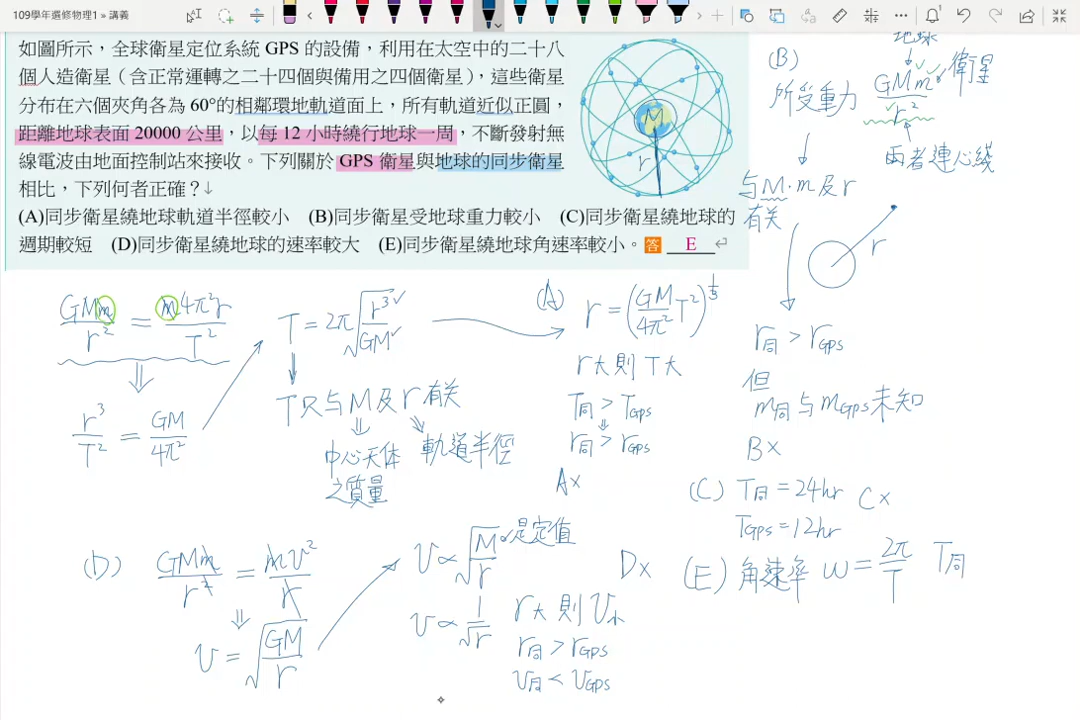 109學年選修物理1 » 講義
如圖所示，全球衛星定位系統 GPS 的設備，利用在太空中的二十八
個人造衛星（含正常運轉之二十四個與備用之四個衛星），這些衛星
分布在六個夾角各為 60°的相鄰環地軌道面上，所有軌道近似正圓，
距離地球表面 20000 公里，以每 12 小時繞行地球一周，不斷發射無
線電波由地面控制站來接收。下列關於 GPS 衛星與地球的同步衛星
相比，下列何者正確？↓
(A)同步衛星繞地球軌道半徑較小　(B)同步衛星受地球重力較小　(C)同步衛星繞地球的
週期較短　(D)同步衛星繞地球的速率較大　(E)同步衛星繞地球角速率較小。答 E
M
r
GMm/r² = m4π²r/T²
⇓
r³/T² = GM/4π²
T = 2π√(r³/GM)
T只与M及r有关
中心天体
之質量
軌道半徑
(A)
r = (GM/4π² T²)^⅓
r大則T大
T同 > TGPS
⇓
r同 > rGPS
A×
(B)
地球
所受重力 GMm/r² 衛星
兩者連心綫
与M·m及r
有关
r
r同 > rGPS
但
m同与mGPS未知
B×
(C) T同 = 24hr C×
TGPS = 12hr
(D) GMm/r² = mv²/r
⇓
v = √(GM/r)
v ∝ √(M/r) 是定值
v ∝ 1/√r
r大則v小
r同 > rGPS
v同 < vGPS
D×
(E) 角速率 ω = 2π/T T同